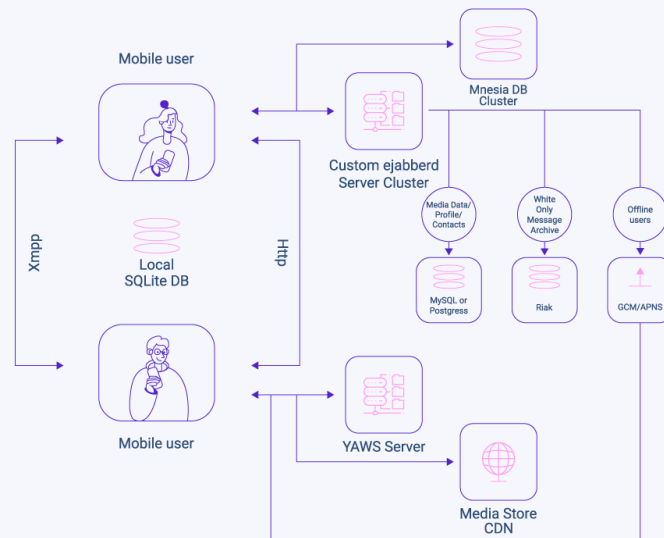 Mobile user
Mnesia DB
Cluster
Custom ejabberd
Server Cluster
Media Data/
Profile/
Contacts
White
Only
Message
Archive
Offline
users
Xmpp
Local
SQLite DB
Http
MySQL or
Postgress
Riak
GCM/APNS
Mobile user
YAWS Server
Media Store
CDN